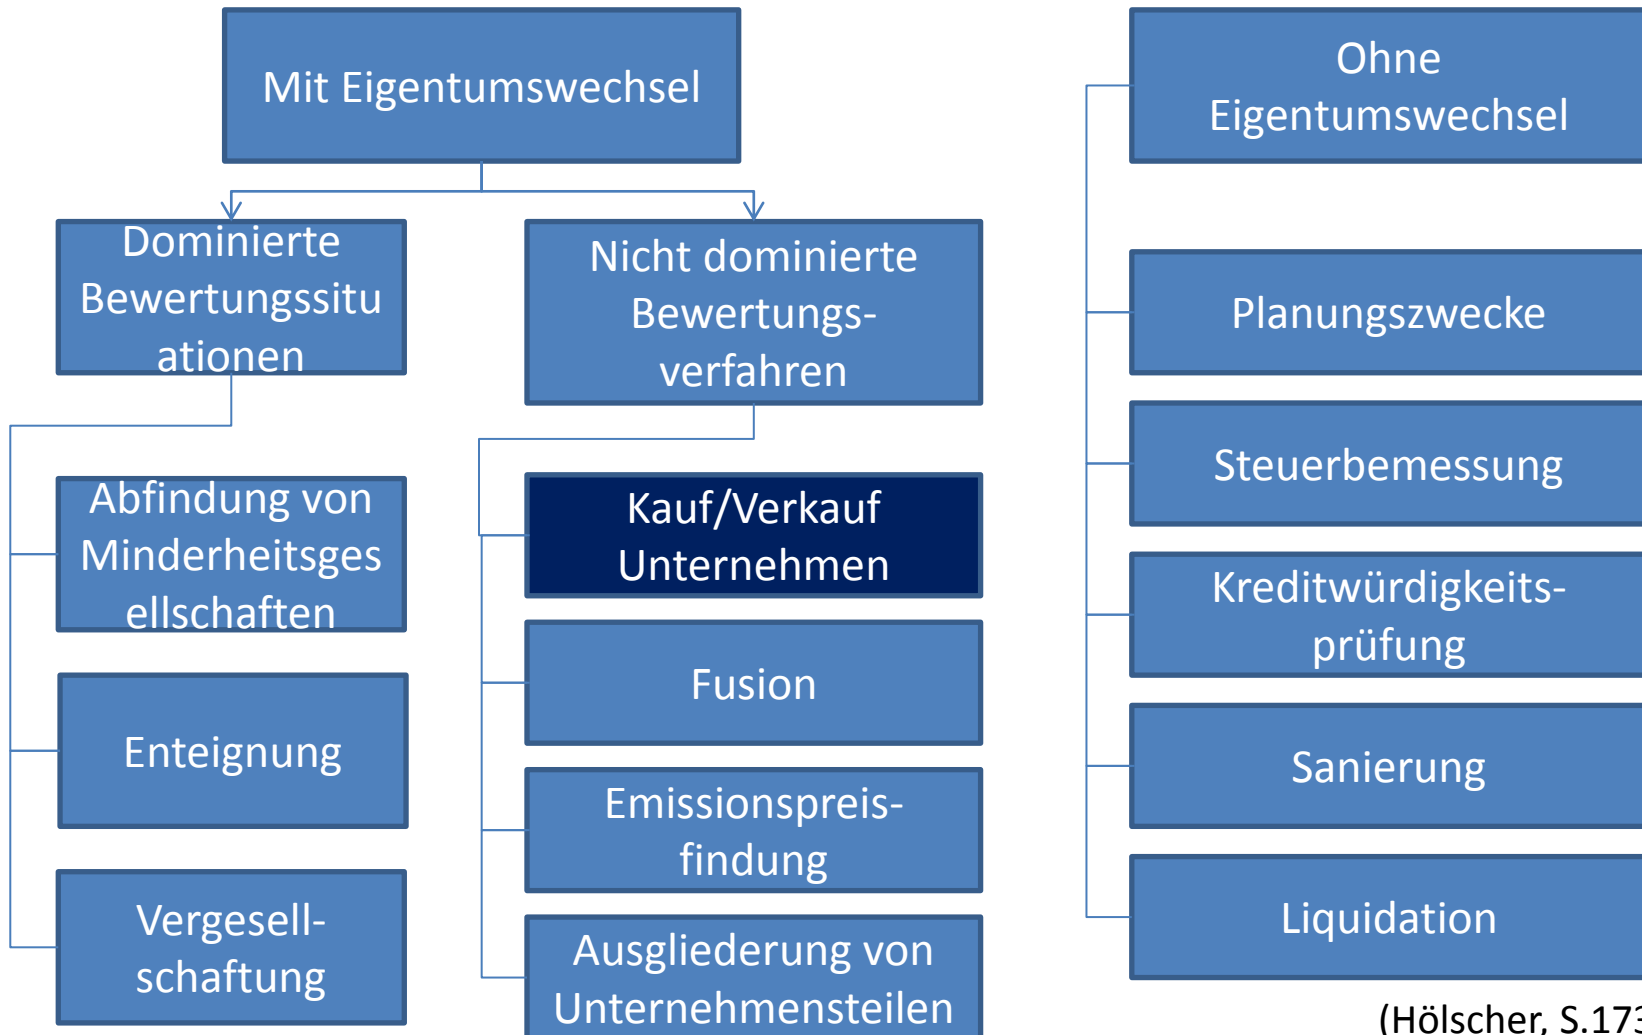 Mit Eigentumswechsel
Dominierte
Bewertungssitu
ationen
Abfindung von
Minderheitsges
ellschaften
Enteignung
Vergesell-
schaftung
Nicht dominierte
Bewertungs-
verfahren
Kauf/Verkauf
Unternehmen
Fusion
Emissionspreis-
findung
Ausgliederung von
Unternehmensteilen
Ohne
Eigentumswechsel
Planungszwecke
Steuerbemessung
Kreditwürdigkeits-
prüfung
Sanierung
Liquidation
(Hölscher, S.173